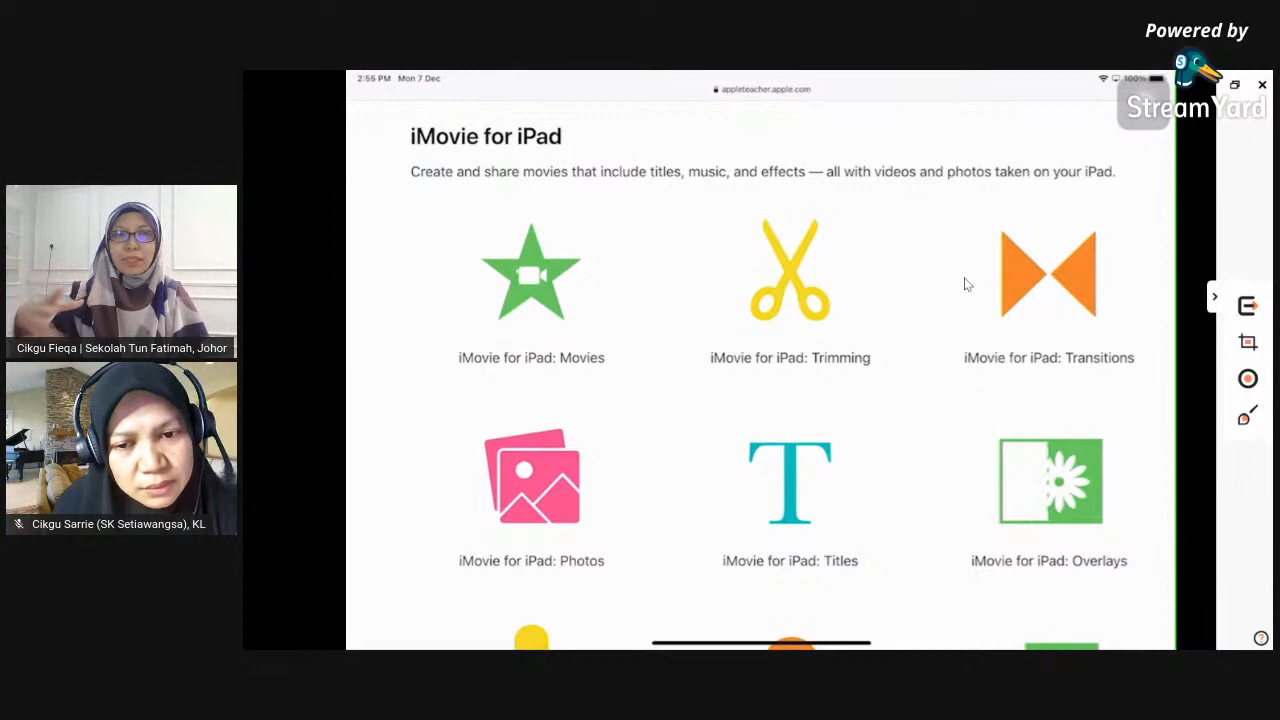 Powered by
StreamYard
2:55 PM Mon 7 Dec
100%
appleteacher.apple.com
iMovie for iPad
Create and share movies that include titles, music, and effects — all with videos and photos taken on your iPad.
iMovie for iPad: Movies
iMovie for iPad: Trimming
iMovie for iPad: Transitions
Cikgu Fieqa | Sekolah Tun Fatimah, Johor
Cikgu Sarrie (SK Setiawangsa), KL
iMovie for iPad: Photos
iMovie for iPad: Titles
iMovie for iPad: Overlays